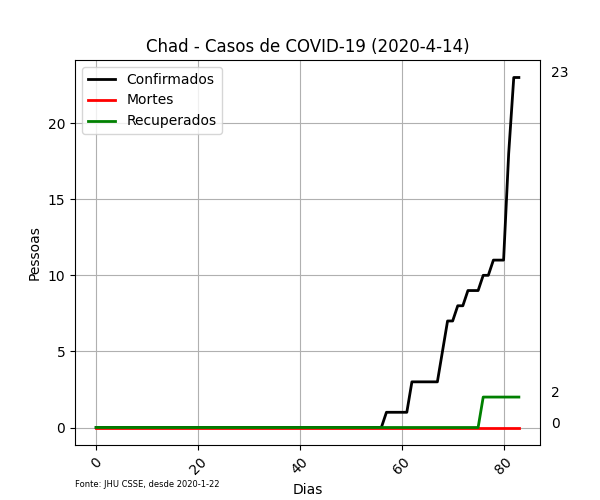 Chad - Casos de COVID-19 (2020-4-14)
Confirmados
Mortes
Recuperados
23
2
0
Pessoas
20
15
10
5
0
0 20 40 60 80
Dias
Fonte: JHU CSSE, desde 2020-1-22